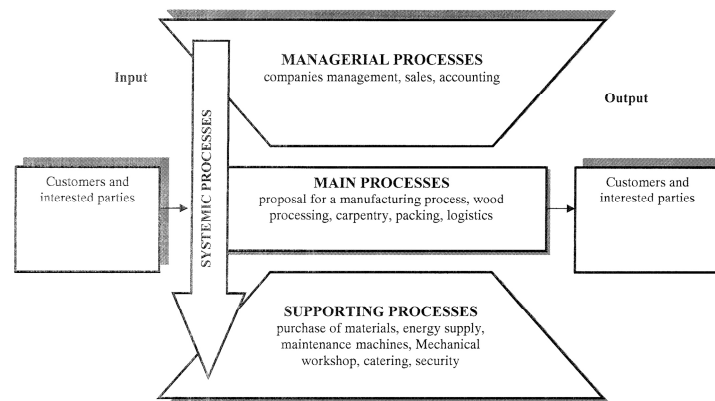 MANAGERIAL PROCESSES
companies management, sales, accounting
Input
Output
SYSTEMIC PROCESSES
Customers and
interested parties
MAIN PROCESSES
proposal for a manufacturing process, wood
processing, carpentry, packing, logistics
Customers and
interested parties
SUPPORTING PROCESSES
purchase of materials, energy supply,
maintenance machines, Mechanical
workshop, catering, security